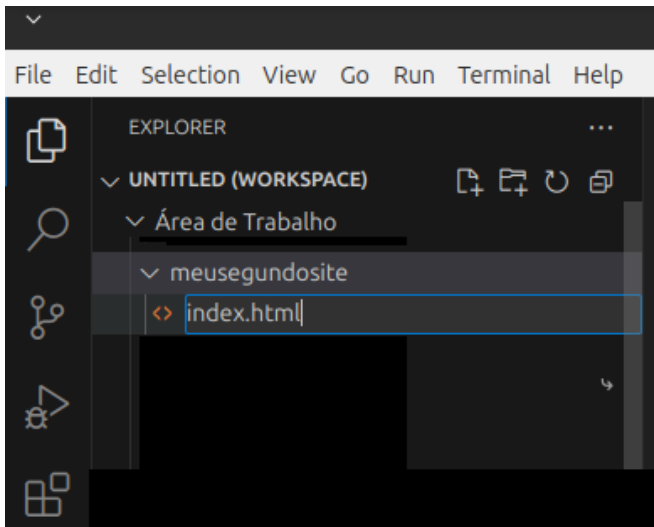 File Edit Selection View Go Run Terminal Help
EXPLORER
UNTITLED (WORKSPACE)
Área de Trabalho
meusegundosite
index.html